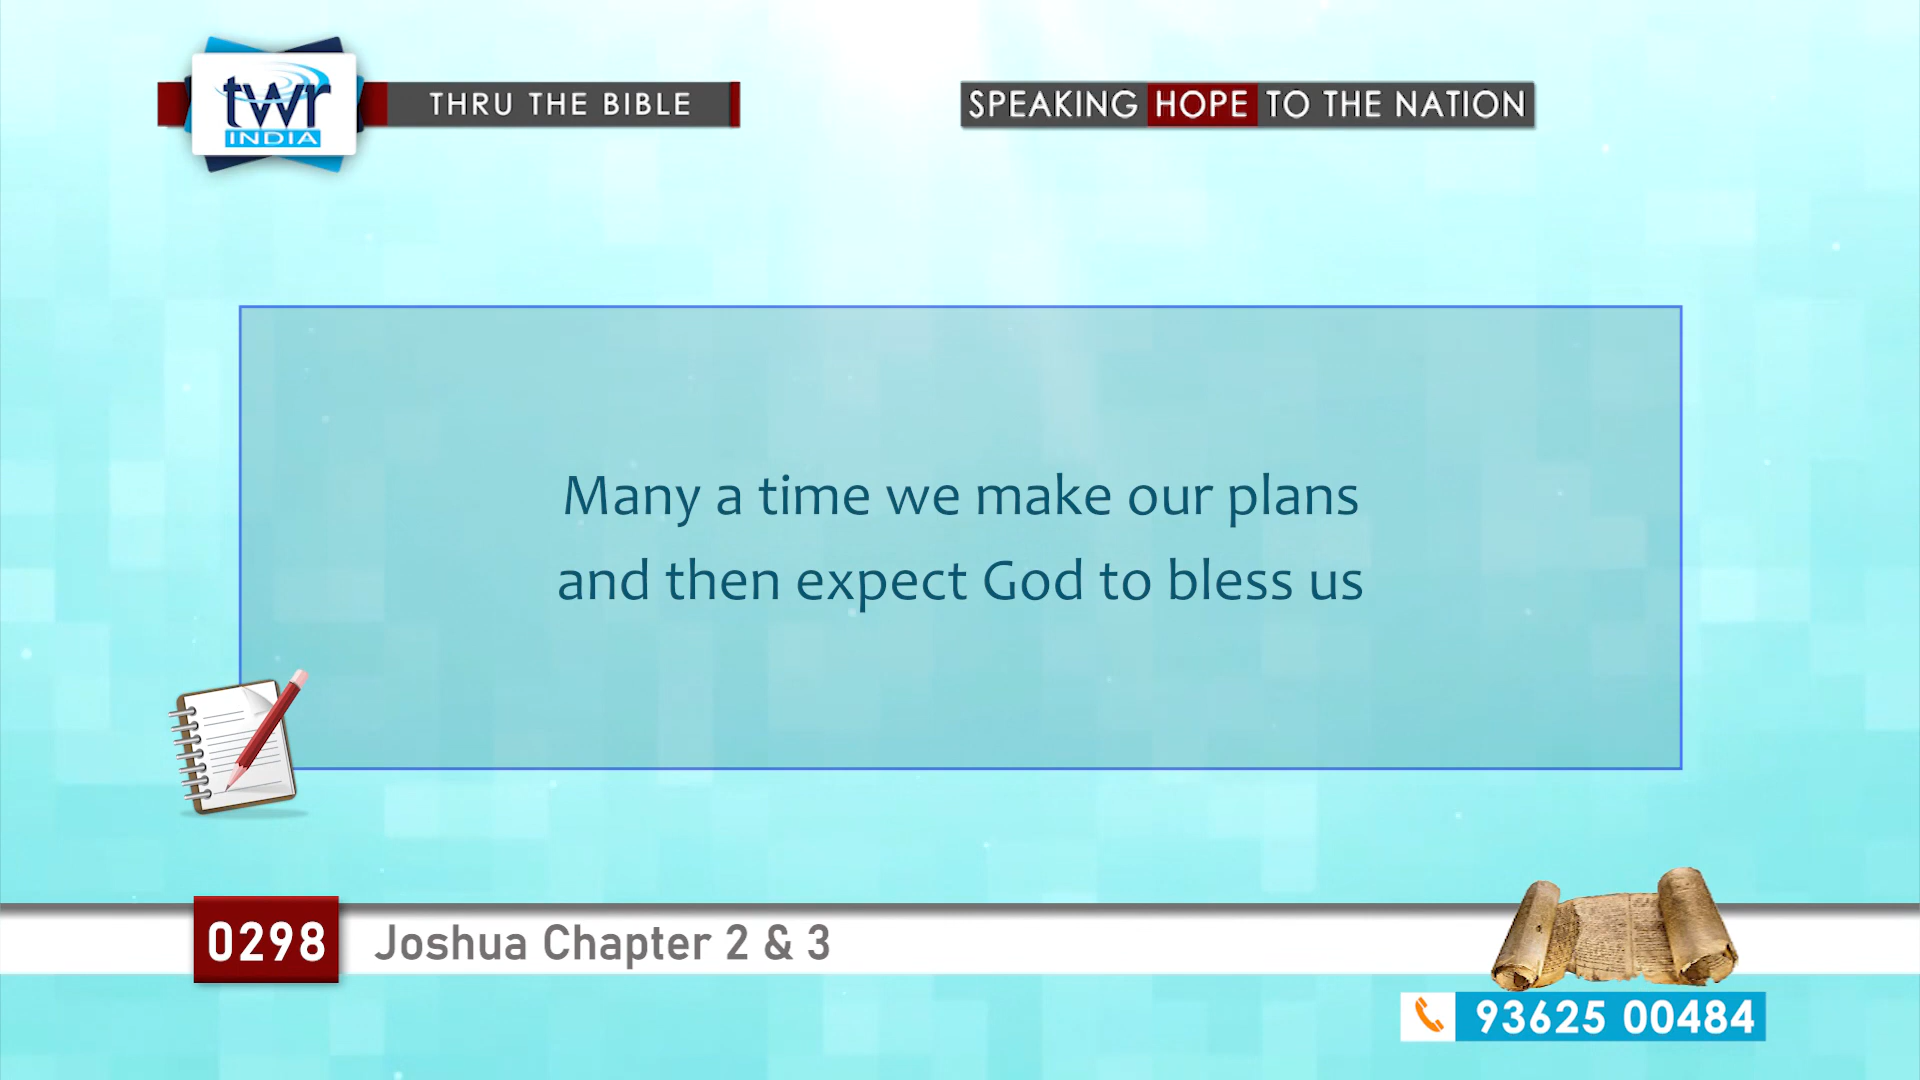 twr
INDIA
THRU THE BIBLE
SPEAKING HOPE TO THE NATION
Many a time we make our plans
and then expect God to bless us
0298
Joshua Chapter 2 & 3
93625 00484